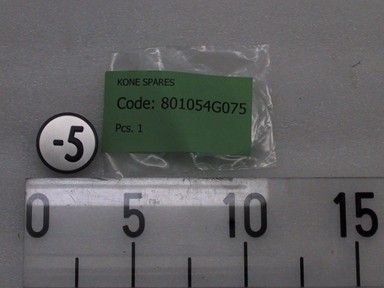 KONE SPARES
Code: 801054G075
Pcs. 1
-5
0 5 10 15